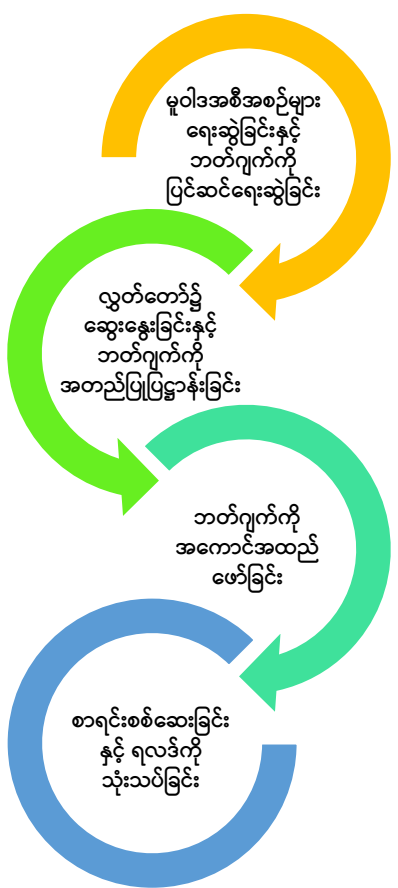 မူဝါဒအစီအစဉ်များ
ရေးဆွဲခြင်းနှင့်
ဘတ်ဂျက်ကို
ပြင်ဆင်ရေးဆွဲခြင်း
လွှတ်တော်၌
ဆွေးနွေးခြင်းနှင့်
ဘတ်ဂျက်ကို
အတည်ပြုပြဋ္ဌာန်းခြင်း
ဘတ်ဂျက်ကို
အကောင်အထည်
ဖော်ခြင်း
စာရင်းစစ်ဆေးခြင်း
နှင့် ရလဒ်ကို
သုံးသပ်ခြင်း